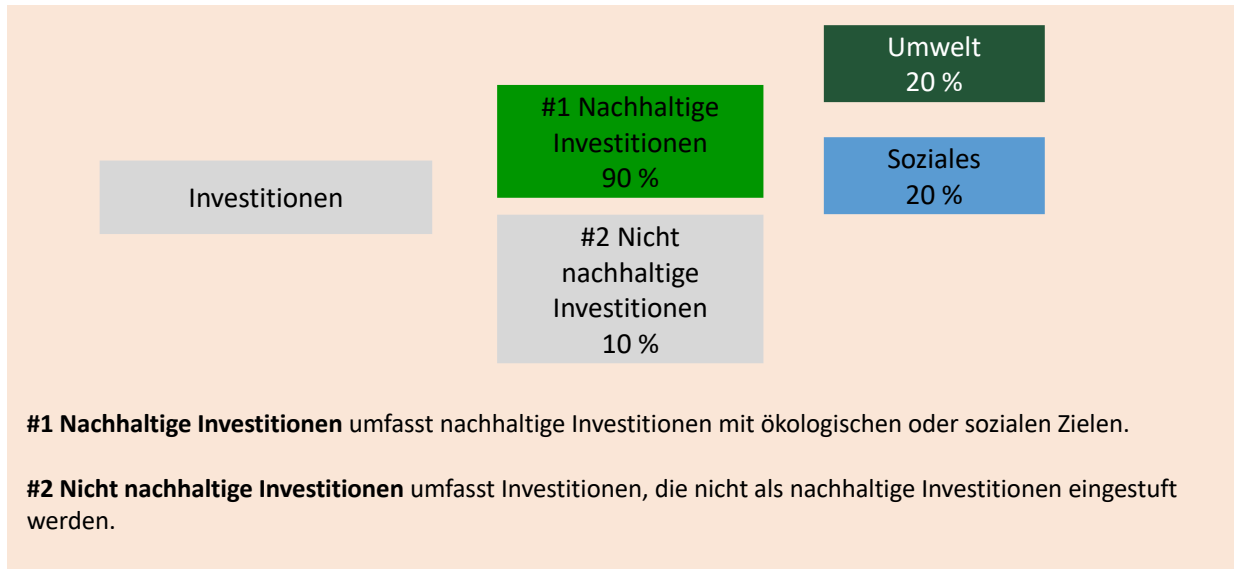 Umwelt
20 %
#1 Nachhaltige
Investitionen
90 %
Soziales
20 %
Investitionen
#2 Nicht
nachhaltige
Investitionen
10 %
#1 Nachhaltige Investitionen umfasst nachhaltige Investitionen mit ökologischen oder sozialen Zielen.
#2 Nicht nachhaltige Investitionen umfasst Investitionen, die nicht als nachhaltige Investitionen eingestuft
werden.